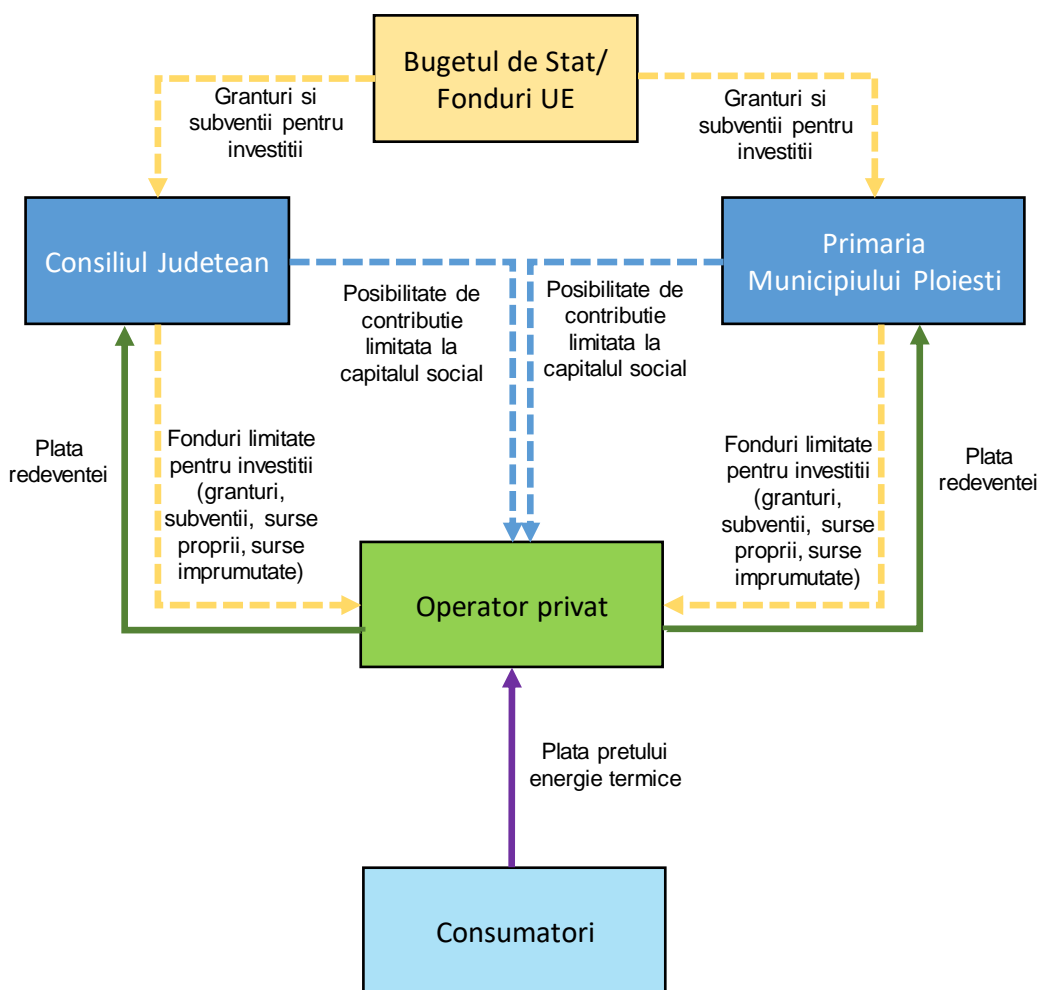 Bugetul de Stat/
Fonduri UE
Granturi si
subventii pentru
investitii
Granturi si
subventii pentru
investitii
Consiliul Judetean
Primaria
Municipiului Ploiesti
Posibilitate de
contributie
limitata la
capitalul social
Posibilitate de
contributie
limitata la
capitalul social
Plata
redeventei
Fonduri limitate
pentru investitii
(granturi,
subventii, surse
proprii, surse
imprumutate)
Fonduri limitate
pentru investitii
(granturi,
subventii, surse
proprii, surse
imprumutate)
Plata
redeventei
Operator privat
Plata pretului
energie termice
Consumatori